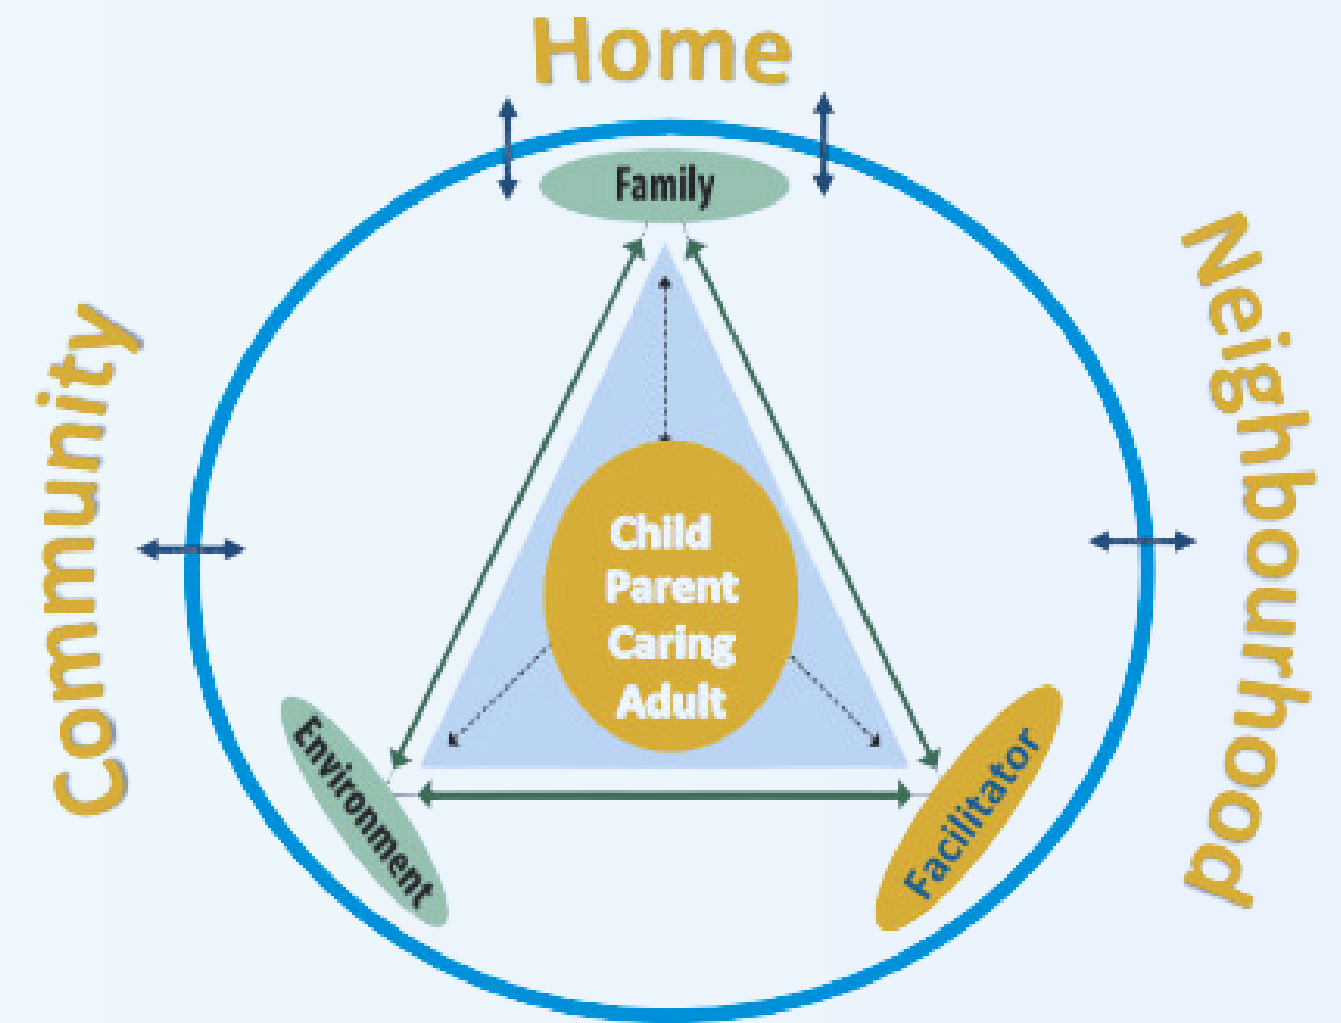 Home
Family
Community
Neighbourhood
Child
Parent
Caring
Adult
Environment
Facilitator